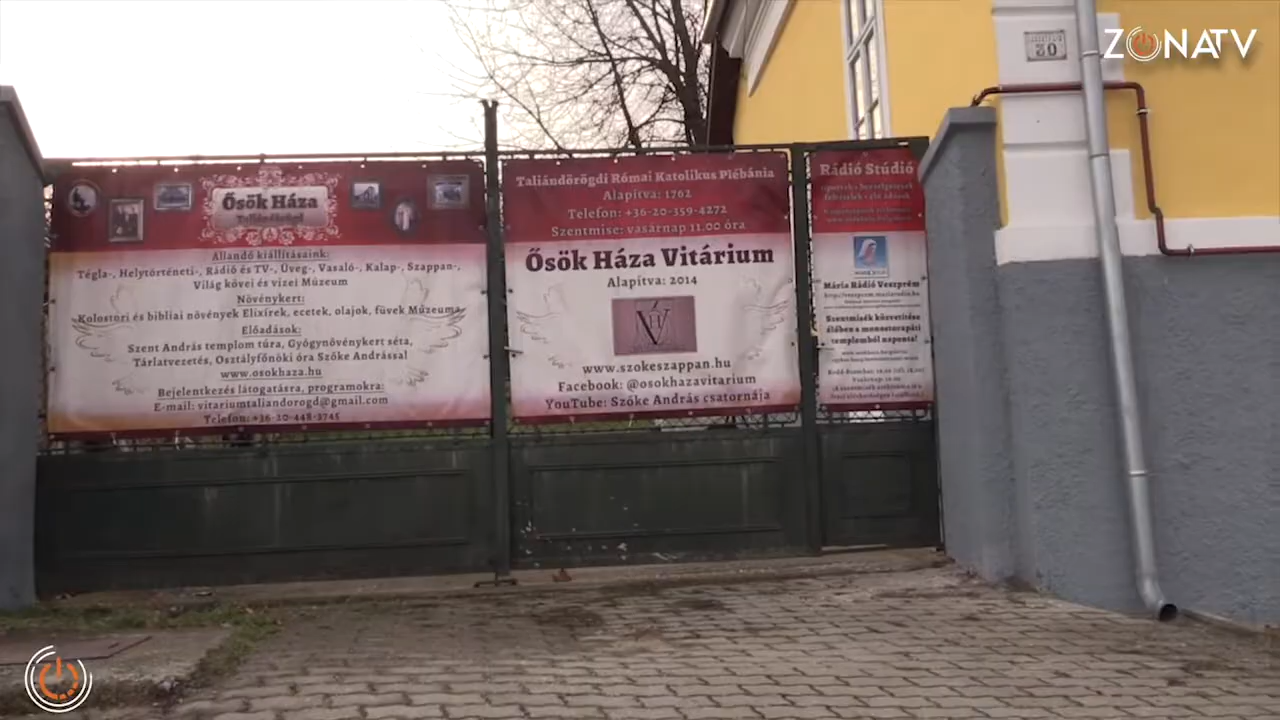 ZONATV
30
Ősök Háza
Taliándörögd
Állandó kiállításaink:
Tégla-, Helytörténeti-, Rádió és TV-, Üveg-, Vasaló-, Kalap-, Szappan-,
Világ kövei és vizei Múzeum
Növénykert:
Kolostori és bibliai növények Elixírek, ecetek, olajok, füvek Múzeuma
Előadások:
Szent András templom túra, Gyógynövénykert séta,
Tárlatvezetés, Osztályfőnöki óra Szőke Andrással
www.osokhaza.hu
Bejelentkezés látogatásra, programokra:
E-mail: vitariumtaliandorogd@gmail.com
Telefon: +36-20-448-3745
Taliándörögdi Római Katolikus Plébánia
Alapítva: 1762
Telefon: +36-20-359-4272
Szentmise: vasárnap 11.00 óra
Ősök Háza Vitárium
Alapítva: 2014
www.szokeszappan.hu
Facebook: @osokhazavitarium
YouTube: Szőke András csatornája
Rádió Stúdió
Mária Rádió Veszprém
http://veszprem.mariaradio.hu
Szentmisék közvetítése
élőben a monostorapáti
templomból naponta!